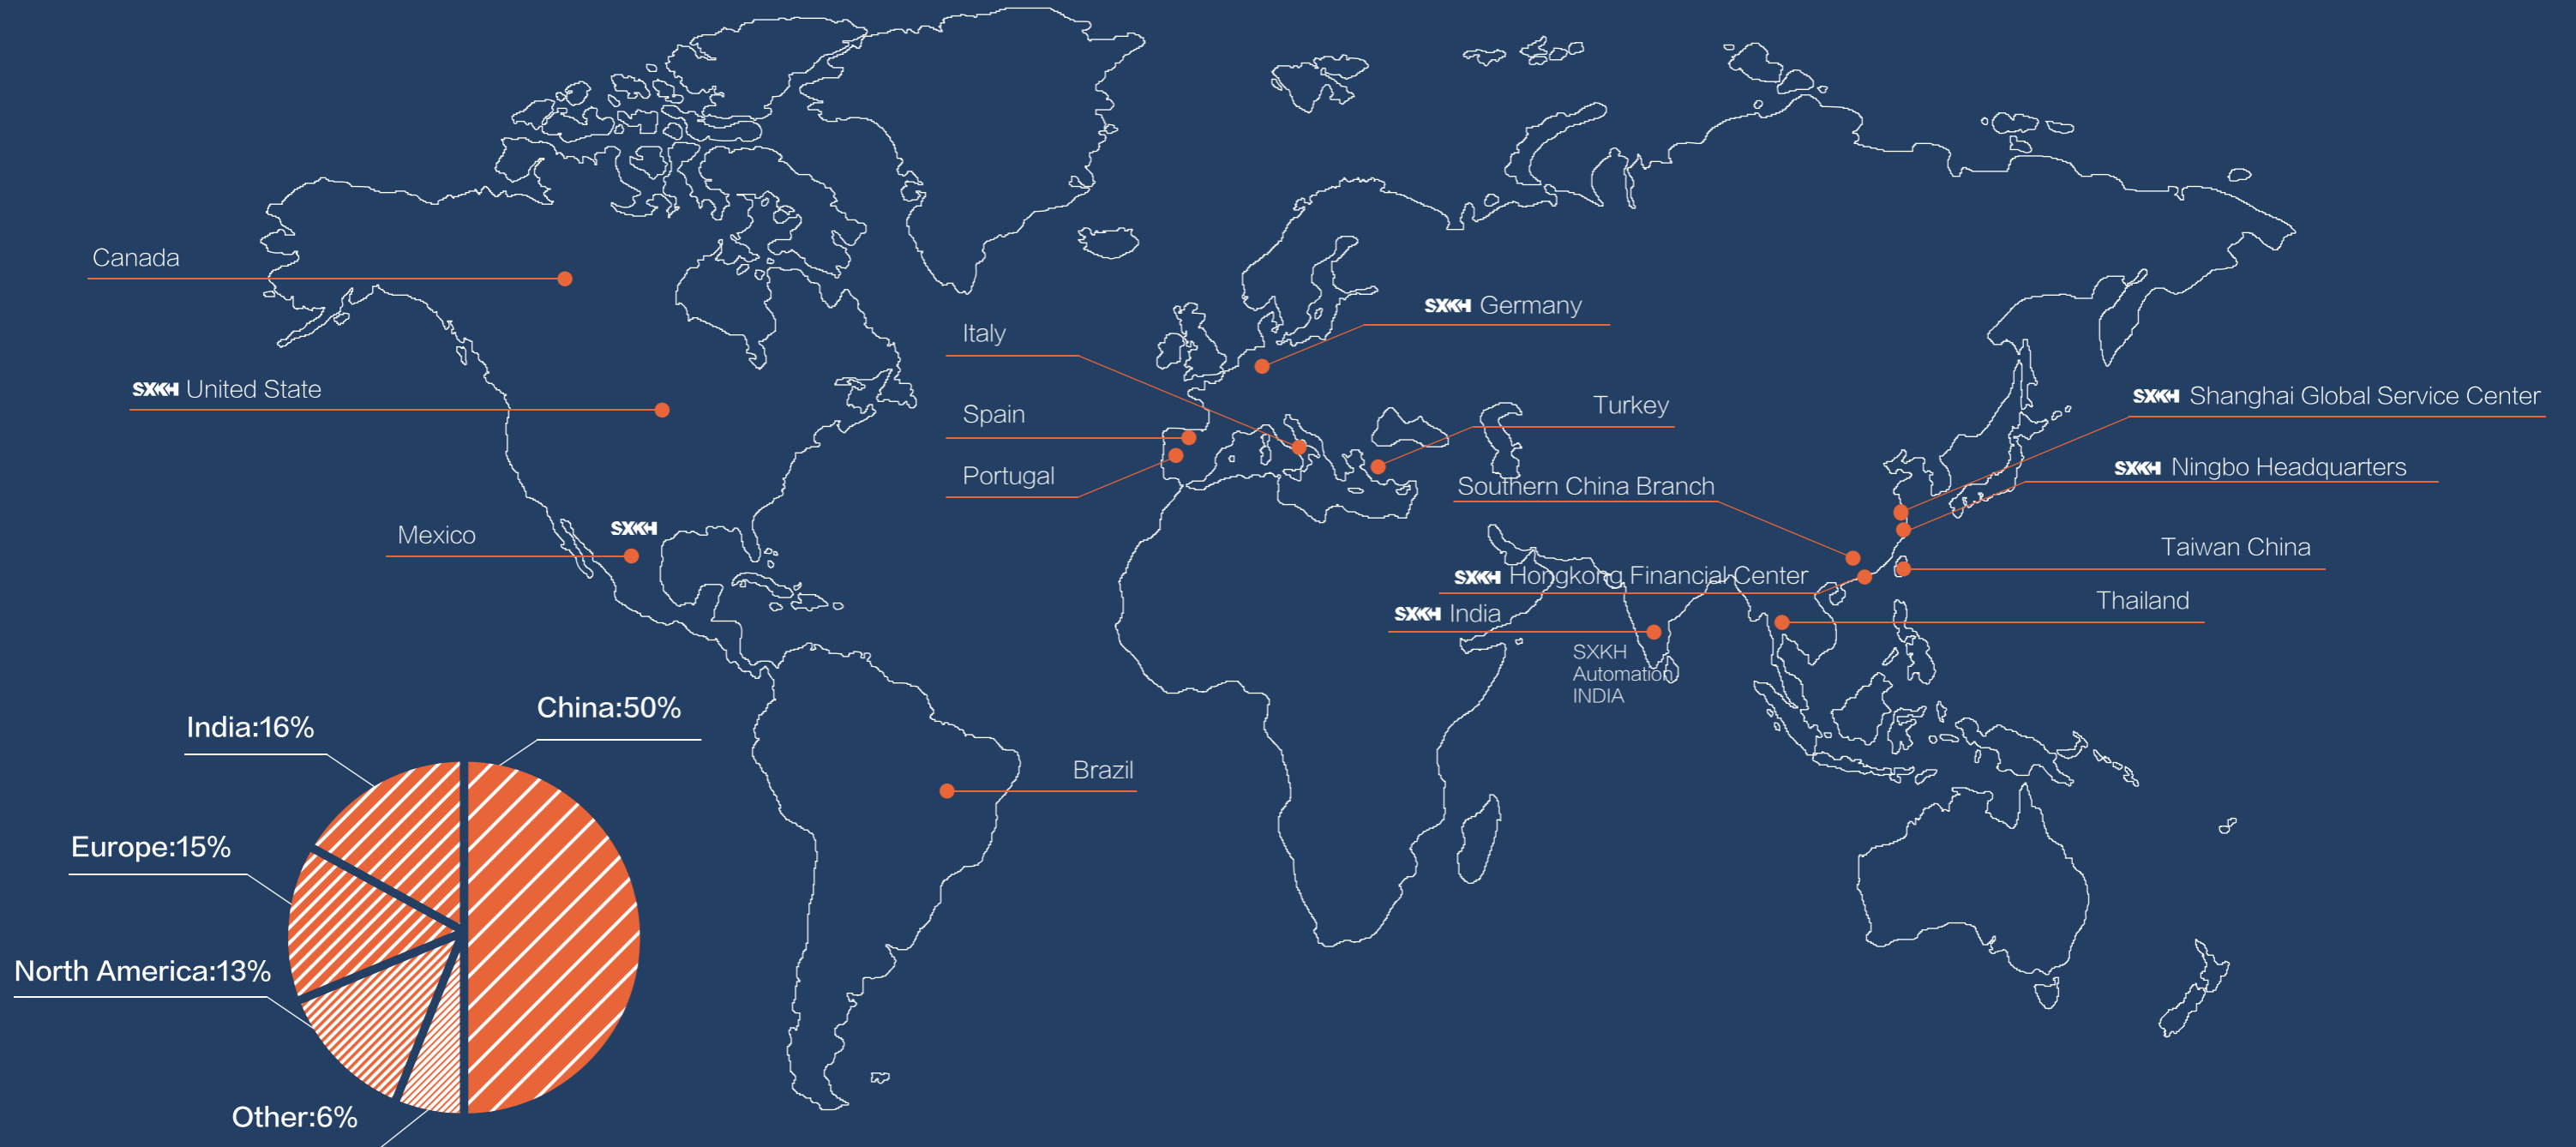 Canada
SXKH United State
Mexico
SXKH
Brazil
Italy
Spain
Portugal
SXKH Germany
Turkey
Southern China Branch
SXKH Hongkong Financial Center
SXKH India
SXKH
Automation
INDIA
SXKH Shanghai Global Service Center
SXKH Ningbo Headquarters
Taiwan China
Thailand
China:50%
India:16%
Europe:15%
North America:13%
Other:6%